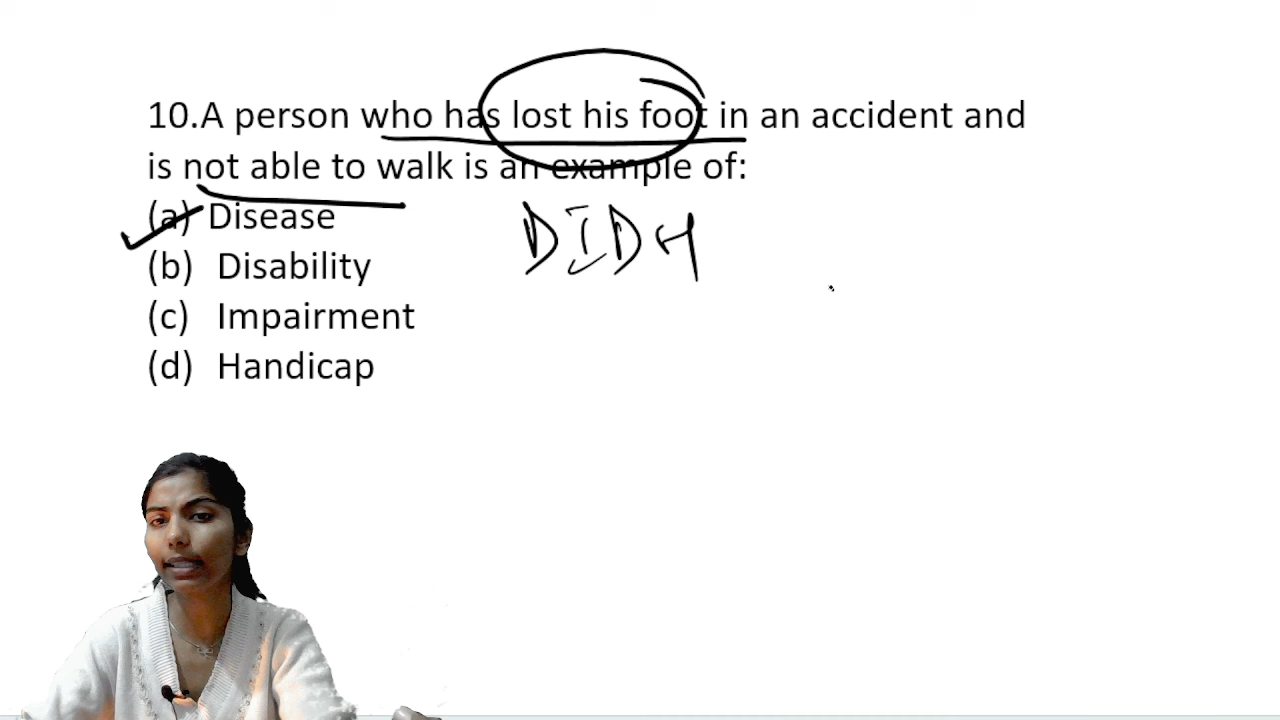 10.A person who has lost his foot in an accident and
is not able to walk is an example of:
(a) Disease
DIDH
(b) Disability
(c) Impairment
(d) Handicap